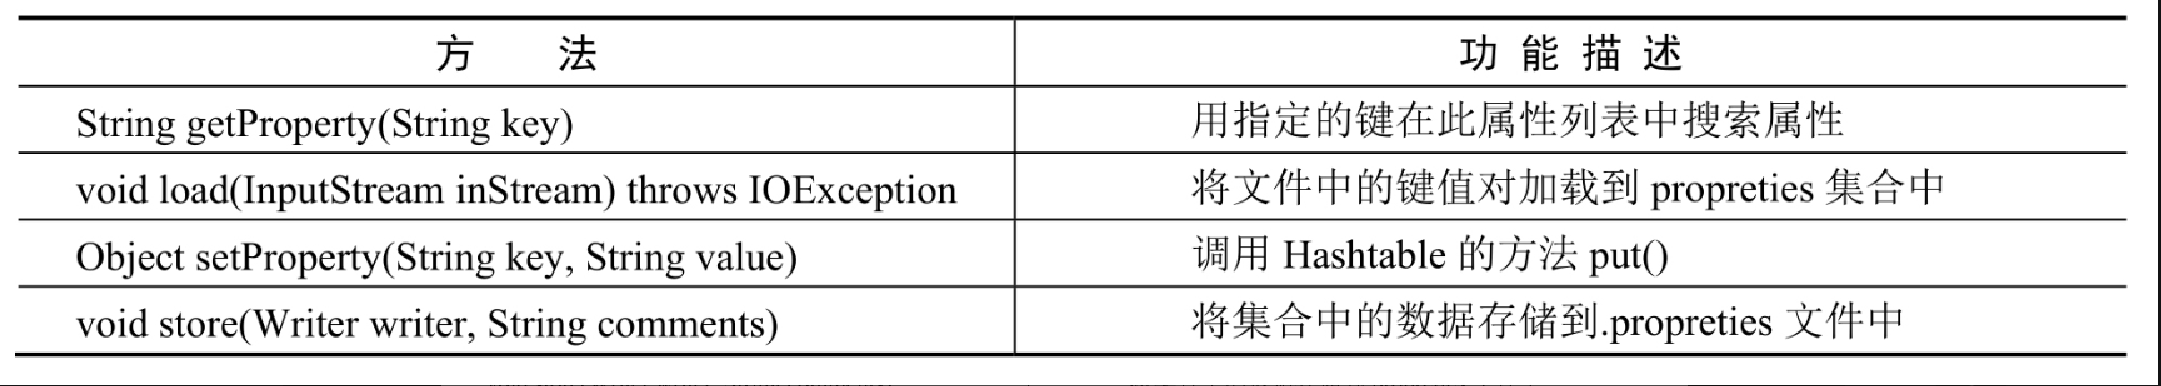 方 法 功 能 描 述
String getProperty(String key) 用指定的键在此属性列表中搜索属性
void load(InputStream inStream) throws IOException 将文件中的键值对加载到 propreties 集合中
Object setProperty(String key, String value) 调用 Hashtable 的方法 put()
void store(Writer writer, String comments) 将集合中的数据存储到.propreties 文件中